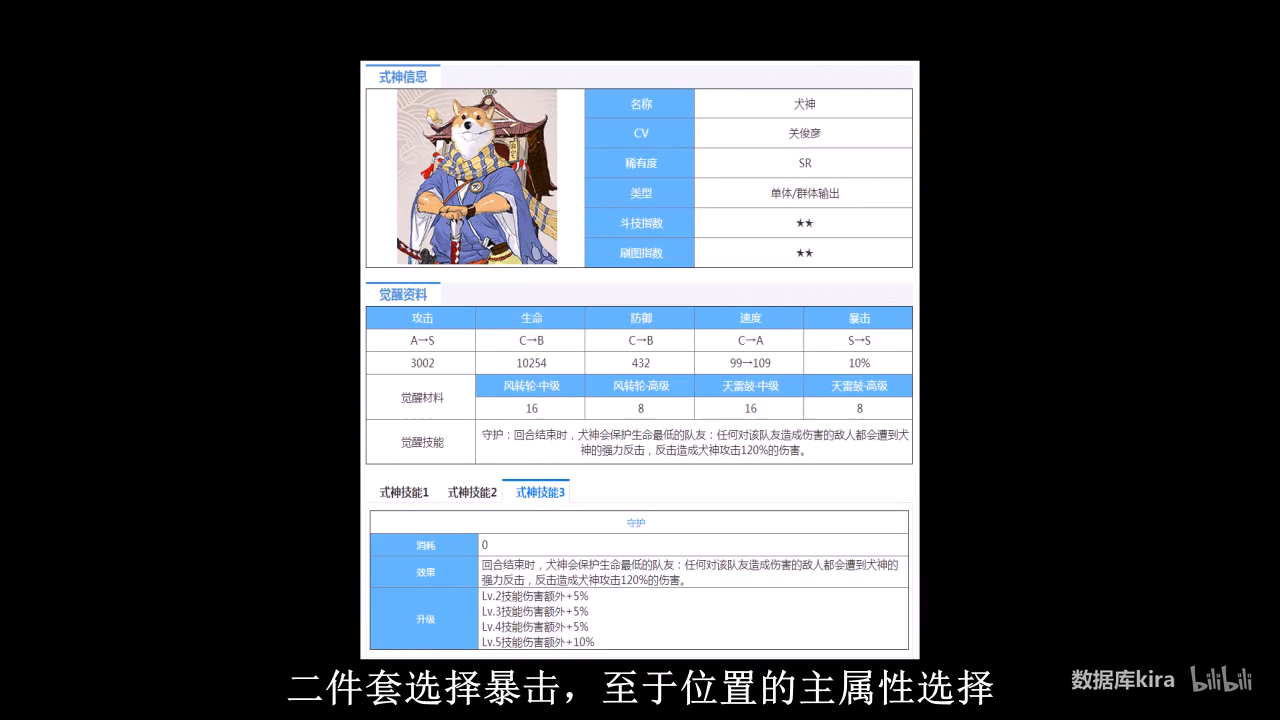 式神信息
名称 犬神
CV 关俊彦
稀有度 SR
类型 单体/群体输出
斗技指数 ★★
刷图指数 ★★
觉醒资料
攻击 生命 防御 速度 暴击
A→S C→B C→B C→A S→S
3002 10254 432 99→109 10%
觉醒材料 风转轮·中级 风转轮·高级 天雷鼓·中级 天雷鼓·高级
16 8 16 8
觉醒技能 守护：回合结束时，犬神会保护生命最低的队友：任何对该队友造成伤害的敌人都会遭到犬
神的强力反击，反击造成犬神攻击120%的伤害。
式神技能1 式神技能2 式神技能3
守护
消耗 0
效果 回合结束时，犬神会保护生命最低的队友：任何对该队友造成伤害的敌人都会遭到犬神的
强力反击，反击造成犬神攻击120%的伤害。
升级 Lv.2技能伤害额外+5%
Lv.3技能伤害额外+5%
Lv.4技能伤害额外+5%
Lv.5技能伤害额外+10%
二件套选择暴击，至于位置的主属性选择
数据库kira bilibili